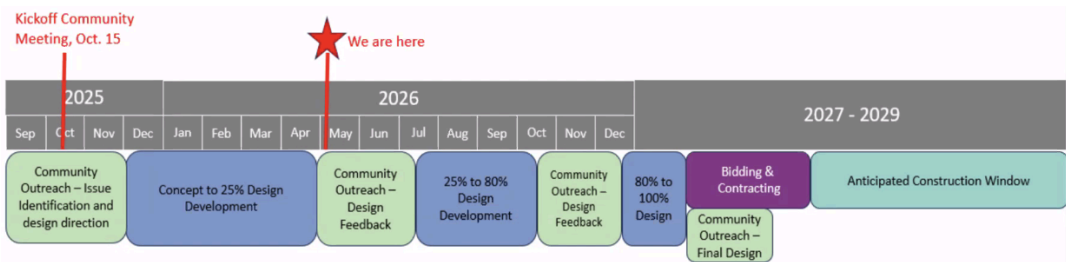 Kickoff Community
Meeting, Oct. 15
We are here
2025
2026
2027 - 2029
Sep
Oct
Nov
Dec
Jan
Feb
Mar
Apr
May
Jun
Jul
Aug
Sep
Oct
Nov
Dec
Community
Outreach – Issue
Identification and
design direction
Concept to 25% Design
Development
Community
Outreach –
Design
Feedback
25% to 80%
Design
Development
Community
Outreach –
Design
Feedback
80% to
100%
Design
Bidding &
Contracting
Community
Outreach –
Final Design
Anticipated Construction Window